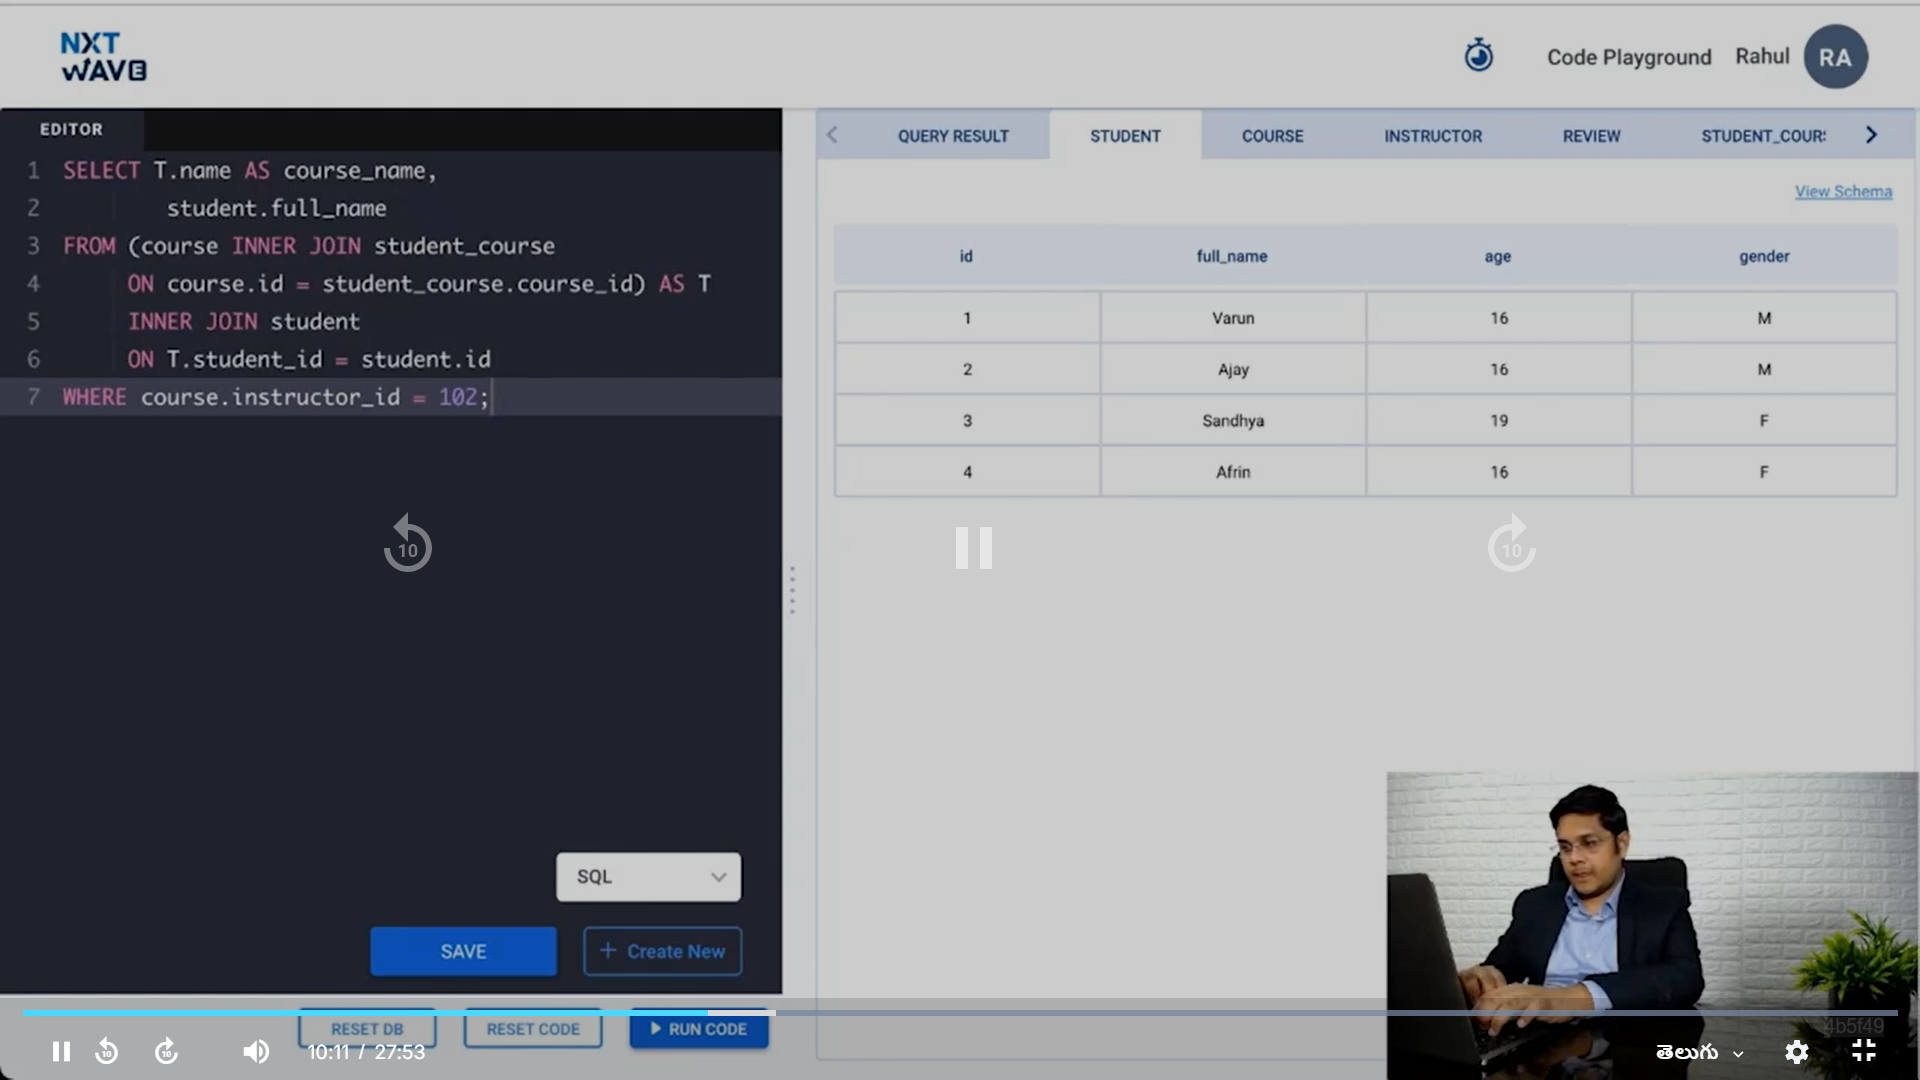 NXT
WAVE
Code Playground Rahul RA
EDITOR
1 SELECT T.name AS course_name,
2 student.full_name
3 FROM (course INNER JOIN student_course
4 ON course.id = student_course.course_id) AS T
5 INNER JOIN student
6 ON T.student_id = student.id
7 WHERE course.instructor_id = 102;
QUERY RESULT STUDENT COURSE INSTRUCTOR REVIEW STUDENT_COUR
View Schema
id full_name age gender
1 Varun 16 M
2 Ajay 16 M
3 Sandhya 19 F
4 Afrin 16 F
10 10
SQL
SAVE + Create New
RESET DB RESET CODE RUN CODE
4b5f49
10 10 10:11 / 27:53 తెలుగు